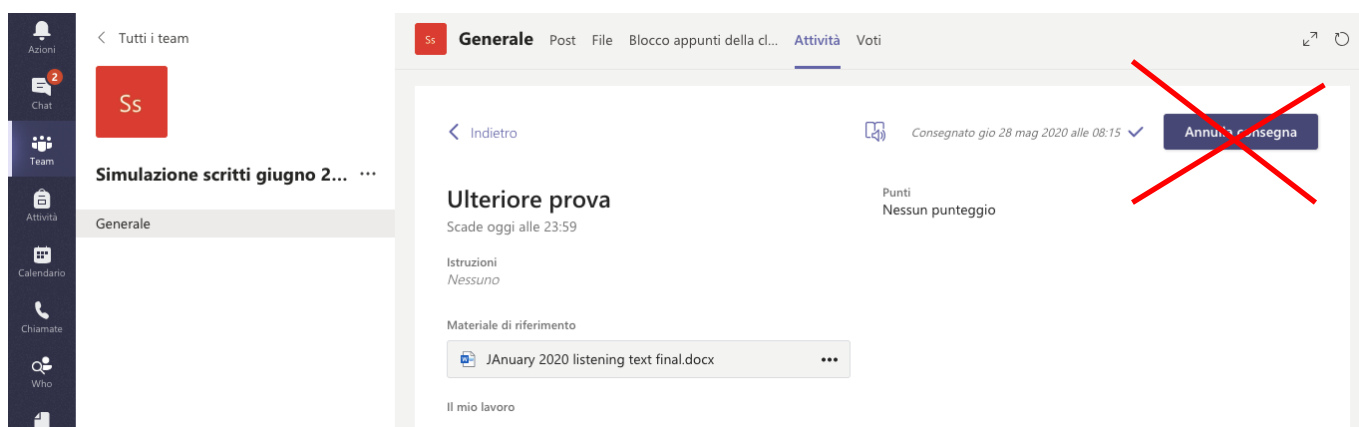 Azioni
2
Chat
Team
Attività
Calendario
Chiamate
Who
Tutti i team
Ss
Simulazione scritti giugno 2... ...
Generale
Ss Generale Post File Blocco appunti della cl... Attività Voti
Indietro
Consegnato gio 28 mag 2020 alle 08:15
Annulla consegna
Ulteriore prova
Scade oggi alle 23:59
Punti
Nessun punteggio
Istruzioni
Nessuno
Materiale di riferimento
JAnuary 2020 listening text final.docx ...
Il mio lavoro